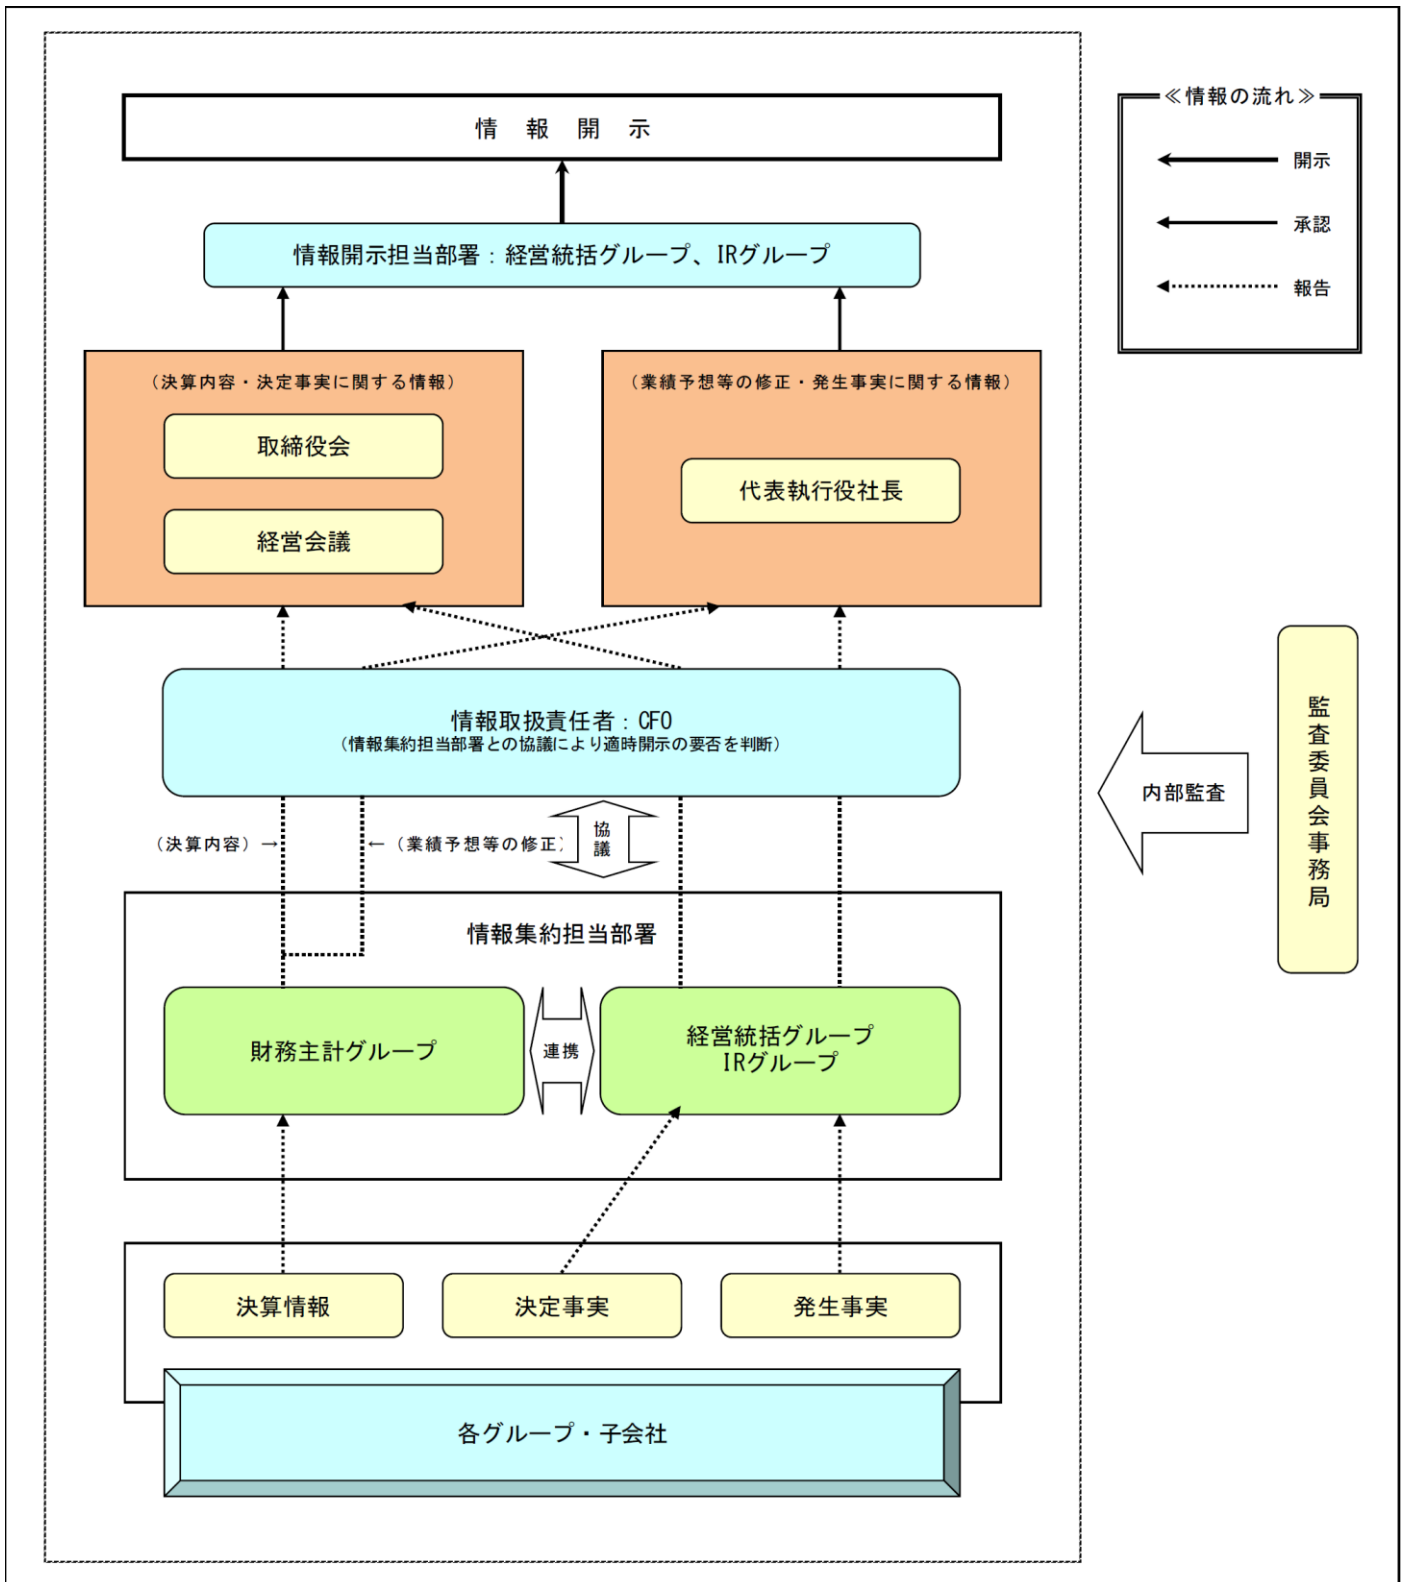 情報開示
≪情報の流れ≫
開示
承認
報告
情報開示担当部署：経営統括グループ、IRグループ
（決算内容・決定事実に関する情報）
取締役会
経営会議
（業績予想等の修正・発生事実に関する情報）
代表執行役社長
情報取扱責任者：CFO
（情報集約担当部署との協議により適時開示の要否を判断）
（決算内容）→
←（業績予想等の修正）
協議
情報集約担当部署
財務主計グループ
連携
経営統括グループ
IRグループ
決算情報
決定事実
発生事実
各グループ・子会社
内部監査
監査委員会事務局